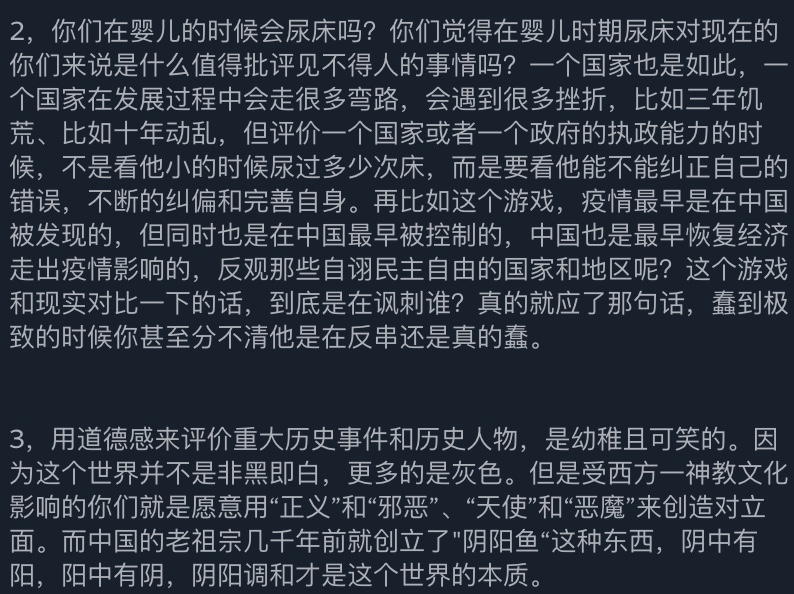 2，你们在婴儿的时候会尿床吗？你们觉得在婴儿时期尿床对现在的
你们来说是什么值得批评见不得人的事情吗？一个国家也是如此，一
个国家在发展过程中会走很多弯路，会遇到很多挫折，比如三年饥
荒、比如十年动乱，但评价一个国家或者一个政府的执政能力的时
候，不是看他小的时候尿过多少次床，而是要看他能不能纠正自己的
错误，不断的纠偏和完善自身。再比如这个游戏，疫情最早是在中国
被发现的，但同时也是在中国最早被控制的，中国也是最早恢复经济
走出疫情影响的，反观那些自诩民主自由的国家和地区呢？这个游戏
和现实对比一下的话，到底是在讽刺谁？真的就应了那句话，蠢到极
致的时候你甚至分不清他是在反串还是真的蠢。
3，用道德感来评价重大历史事件和历史人物，是幼稚且可笑的。因
为这个世界并不是非黑即白，更多的是灰色。但是受西方一神教文化
影响的你们就是愿意用“正义”和“邪恶”、“天使”和“恶魔”来创造对立
面。而中国的老祖宗几千年前就创立了"阴阳鱼“这种东西，阴中有
阳，阳中有阴，阴阳调和才是这个世界的本质。